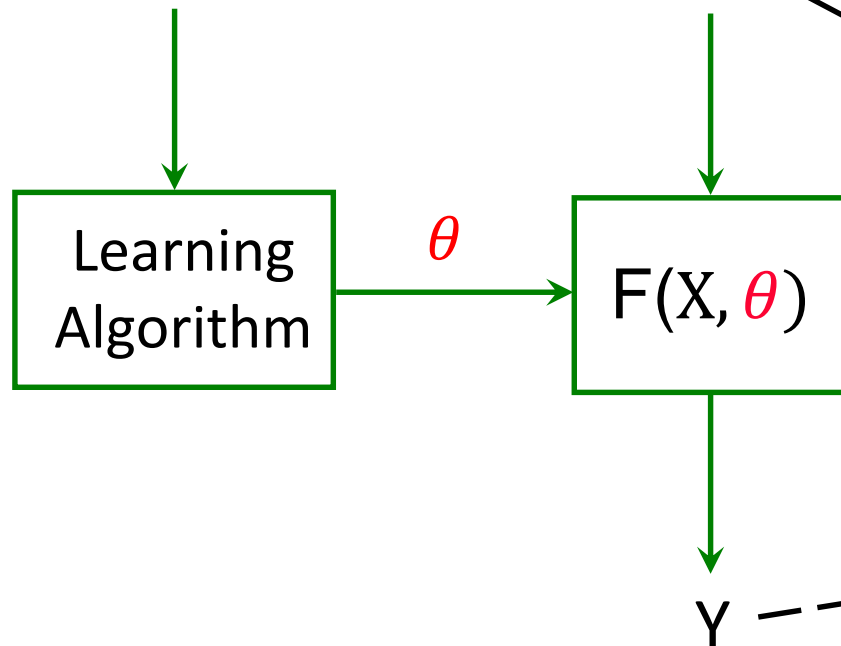 Learning
Algorithm
θ
F(X, θ)
Y